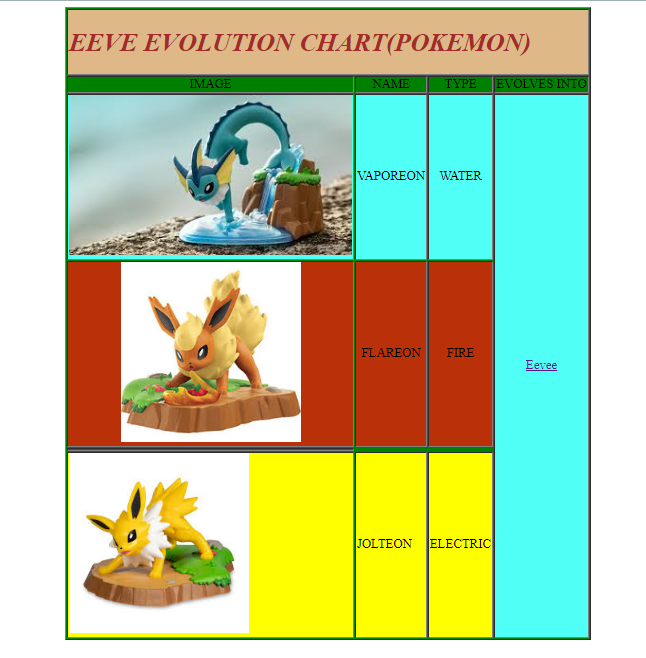 EEVE EVOLUTION CHART(POKEMON)
IMAGE NAME TYPE EVOLVES INTO
VAPOREON WATER
FLAREON FIRE
Eevee
JOLTEON ELECTRIC